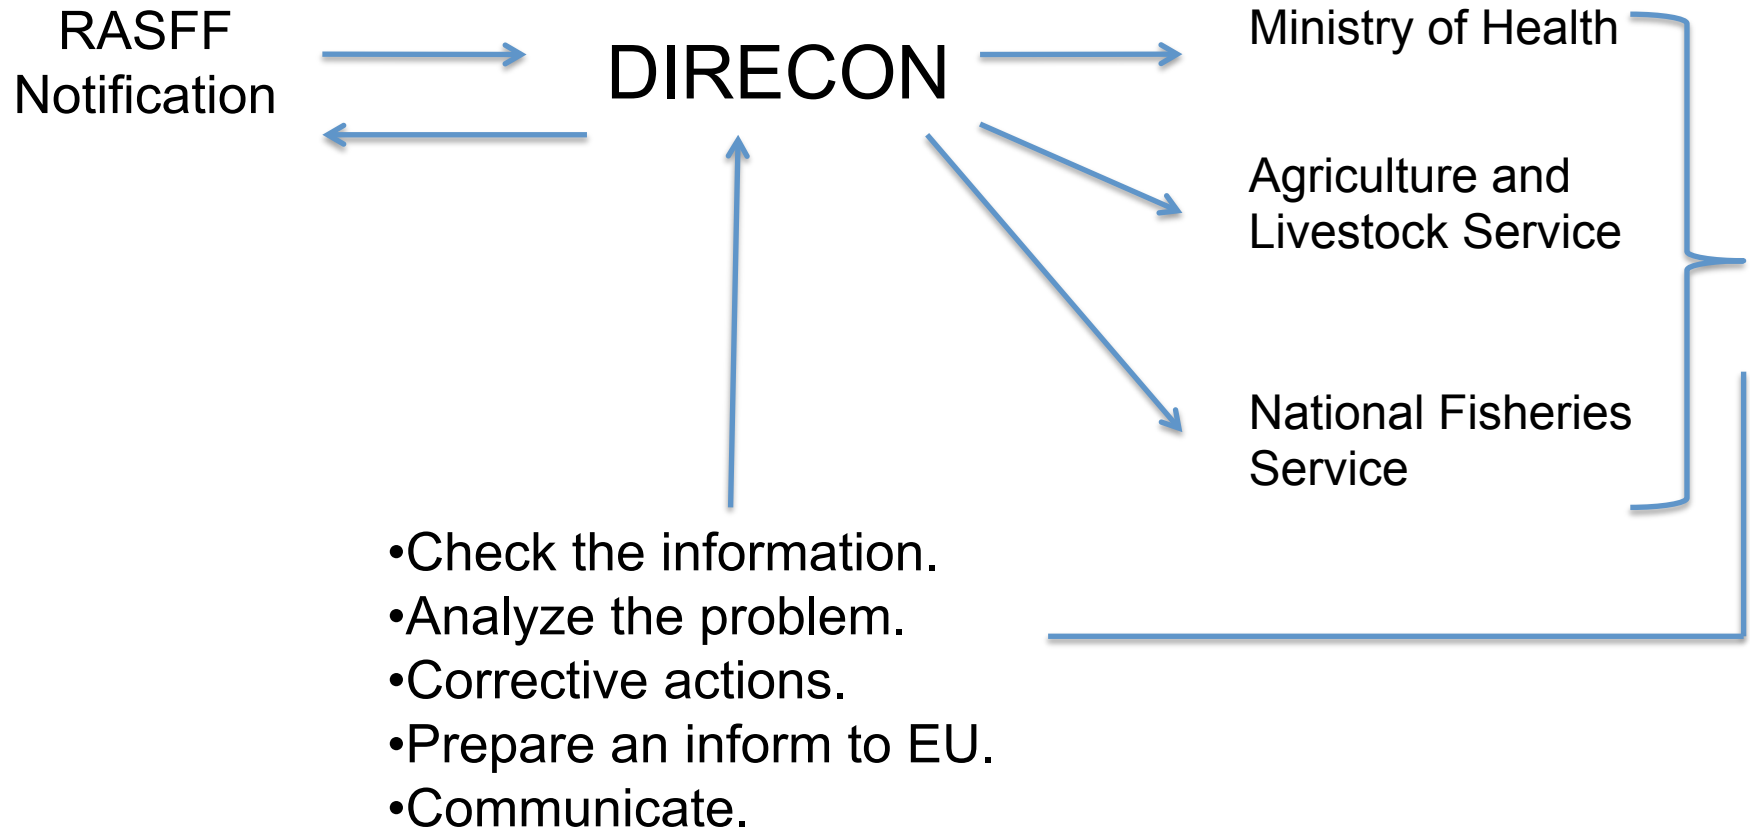 RASFF
Notification
DIRECON
Ministry of Health
Agriculture and
Livestock Service
National Fisheries
Service
•Check the information.
•Analyze the problem.
•Corrective actions.
•Prepare an inform to EU.
•Communicate.